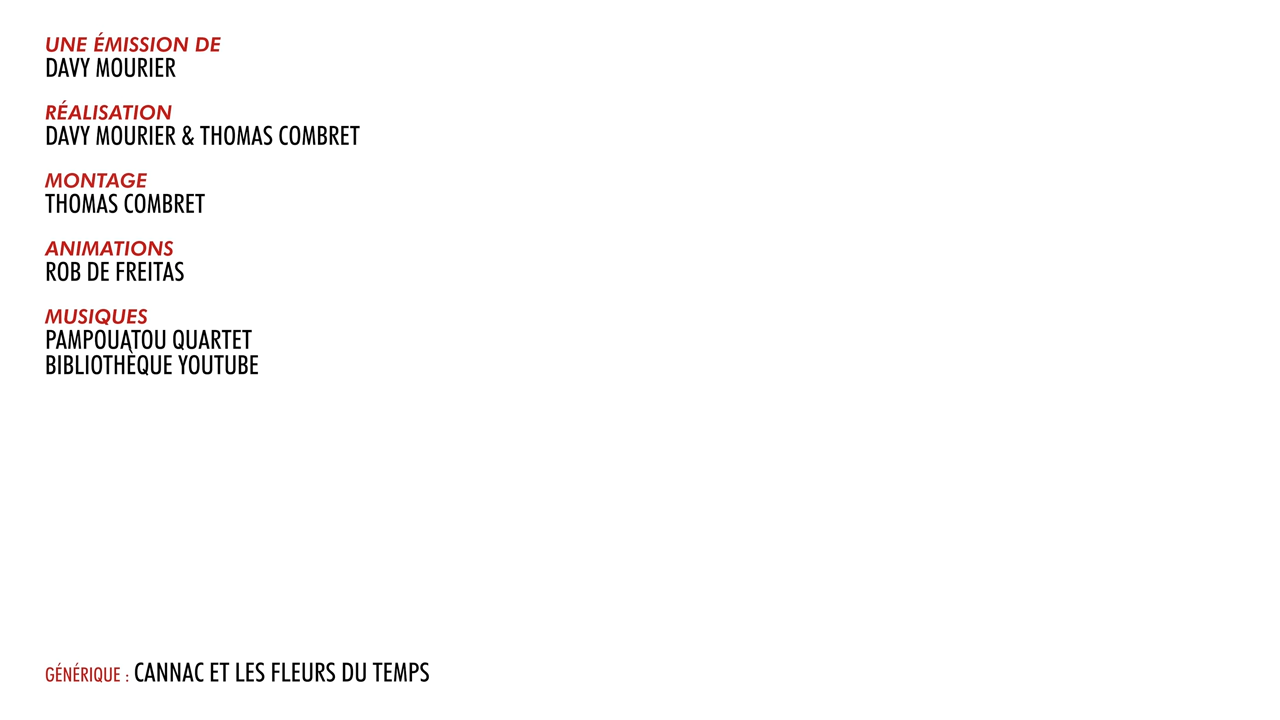 UNE ÉMISSION DE
DAVY MOURIER
RÉALISATION
DAVY MOURIER & THOMAS COMBRET
MONTAGE
THOMAS COMBRET
ANIMATIONS
ROB DE FREITAS
MUSIQUES
PAMPOUATOU QUARTET
BIBLIOTHÈQUE YOUTUBE
GÉNÉRIQUE : CANNAC ET LES FLEURS DU TEMPS